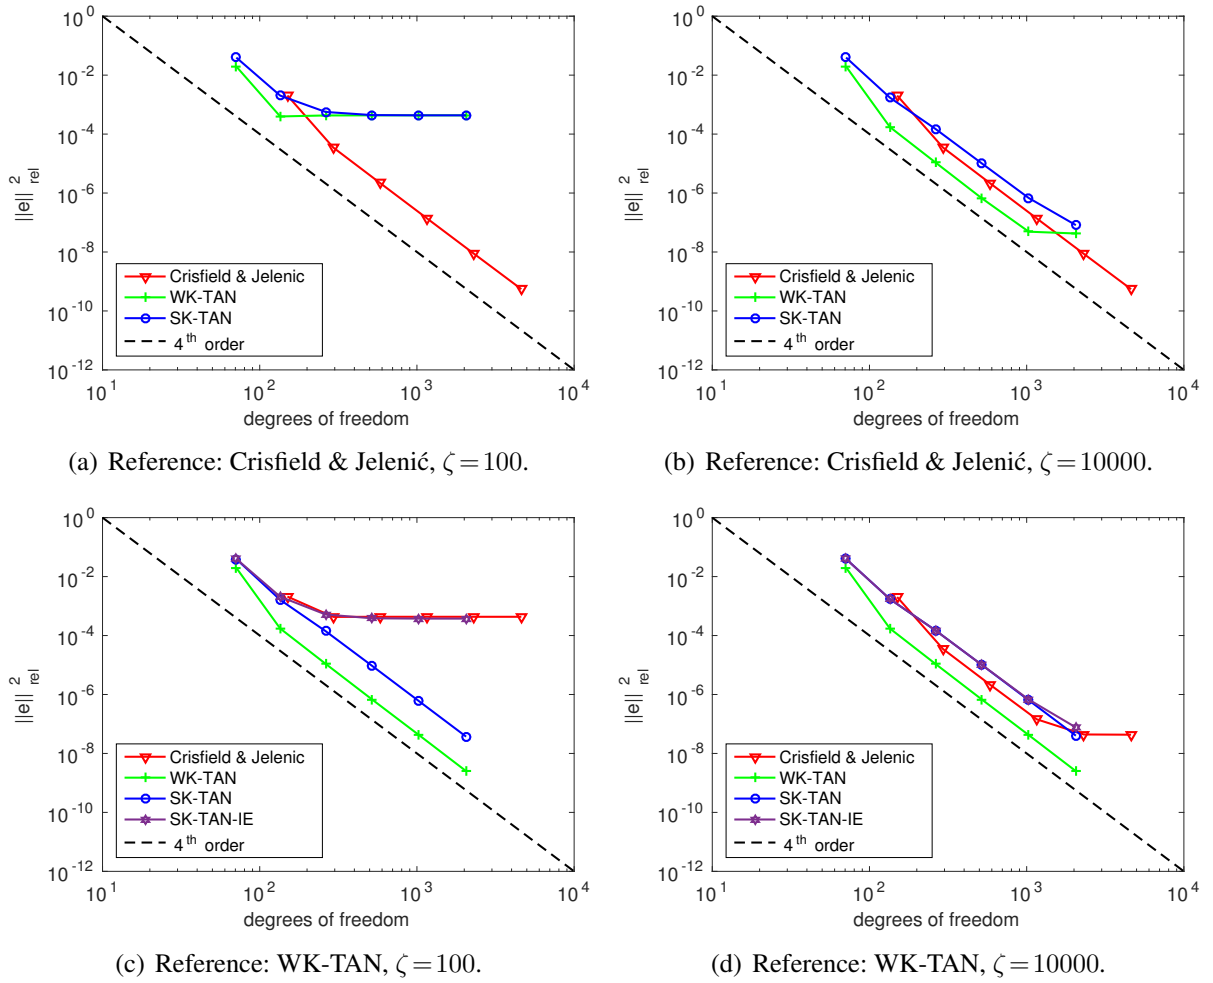 10^0
10^-2
10^-4
10^-6
10^-8
10^-10
10^-12
||e||^2_rel
10^1 10^2 10^3 10^4
degrees of freedom
Crisfield & Jelenic
WK-TAN
SK-TAN
4^th order
(a) Reference: Crisfield & Jelenić, ζ=100.
10^0
10^-2
10^-4
10^-6
10^-8
10^-10
10^-12
||e||^2_rel
10^1 10^2 10^3 10^4
degrees of freedom
Crisfield & Jelenic
WK-TAN
SK-TAN
4^th order
(b) Reference: Crisfield & Jelenić, ζ=10000.
10^0
10^-2
10^-4
10^-6
10^-8
10^-10
10^-12
||e||^2_rel
10^1 10^2 10^3 10^4
degrees of freedom
Crisfield & Jelenic
WK-TAN
SK-TAN
SK-TAN-IE
4^th order
(c) Reference: WK-TAN, ζ=100.
10^0
10^-2
10^-4
10^-6
10^-8
10^-10
10^-12
||e||^2_rel
10^1 10^2 10^3 10^4
degrees of freedom
Crisfield & Jelenic
WK-TAN
SK-TAN
SK-TAN-IE
4^th order
(d) Reference: WK-TAN, ζ=10000.